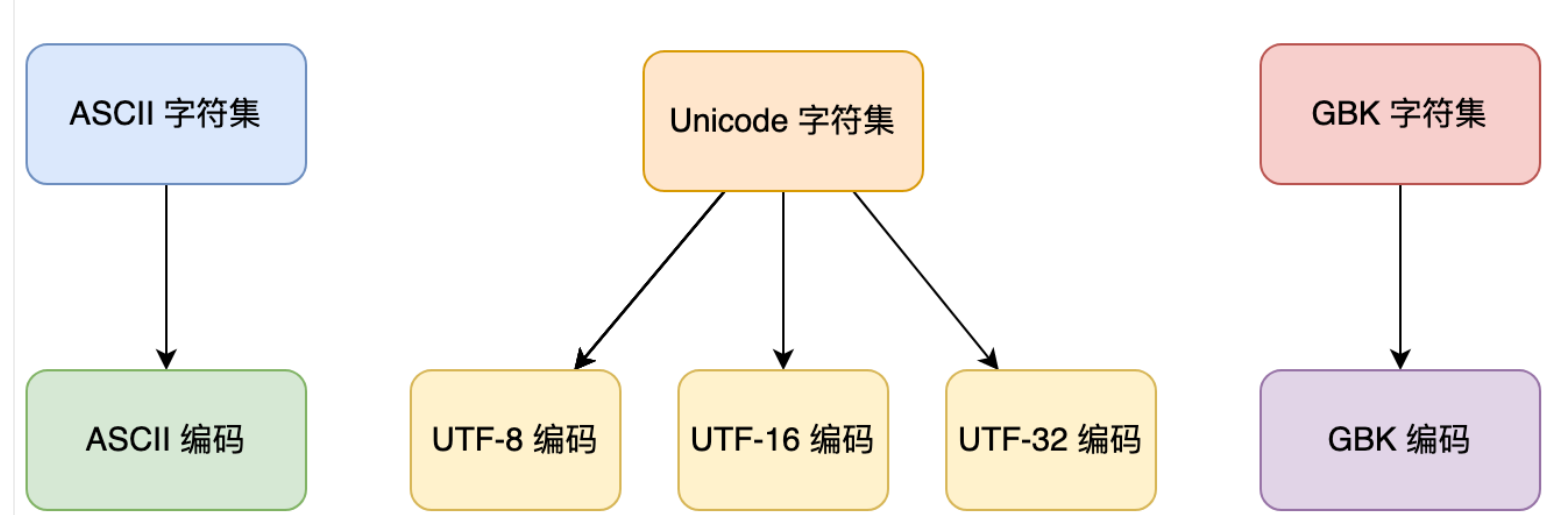 ASCII 字符集
Unicode 字符集
GBK 字符集
ASCII 编码
UTF-8 编码
UTF-16 编码
UTF-32 编码
GBK 编码